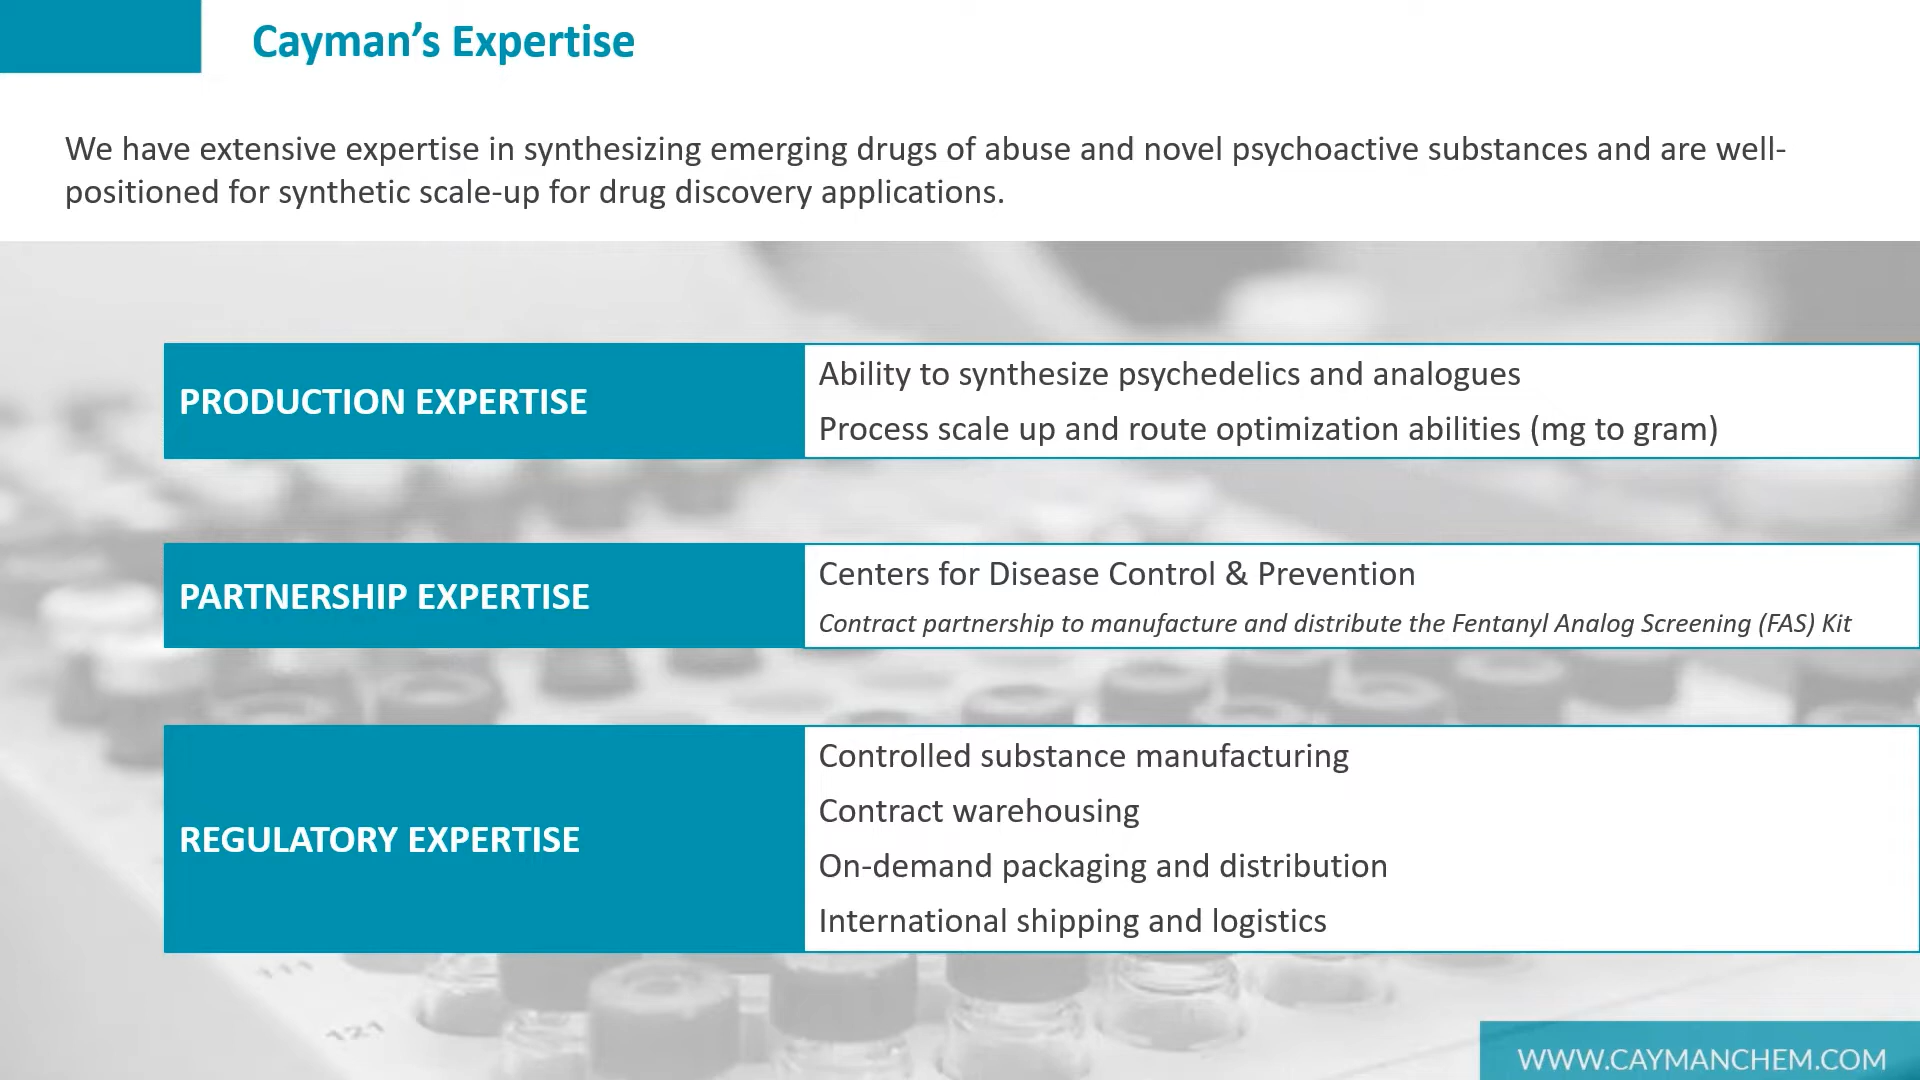 Cayman’s Expertise
We have extensive expertise in synthesizing emerging drugs of abuse and novel psychoactive substances and are well-
positioned for synthetic scale-up for drug discovery applications.
PRODUCTION EXPERTISE
Ability to synthesize psychedelics and analogues
Process scale up and route optimization abilities (mg to gram)
PARTNERSHIP EXPERTISE
Centers for Disease Control & Prevention
Contract partnership to manufacture and distribute the Fentanyl Analog Screening (FAS) Kit
REGULATORY EXPERTISE
Controlled substance manufacturing
Contract warehousing
On-demand packaging and distribution
International shipping and logistics
111
121
WWW.CAYMANCHEM.COM